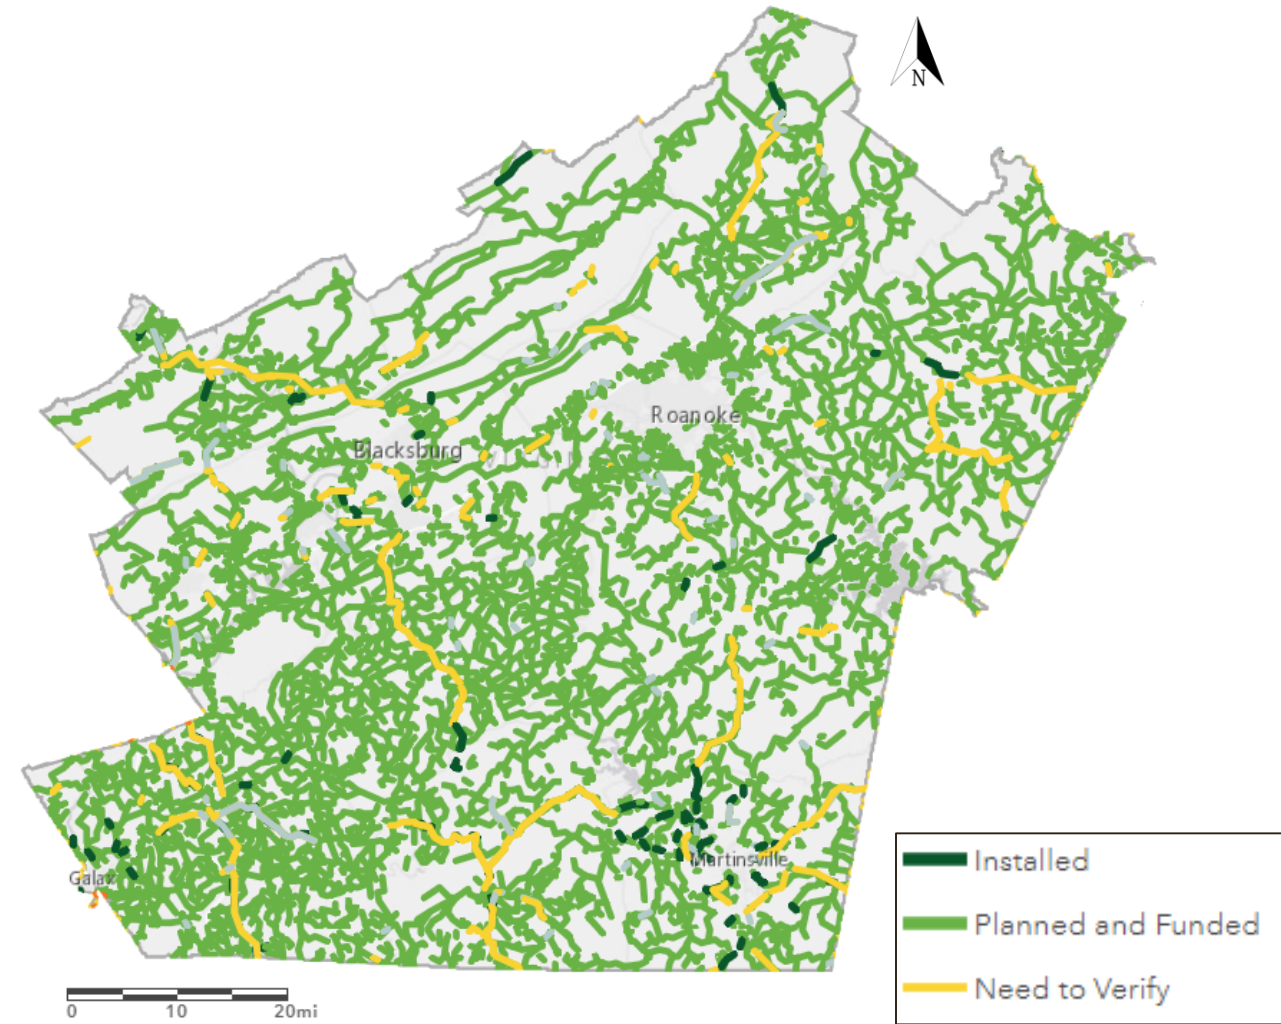 N
Roanoke
Blacksburg
Martinsville
Galax
0 10 20mi
Installed
Planned and Funded
Need to Verify